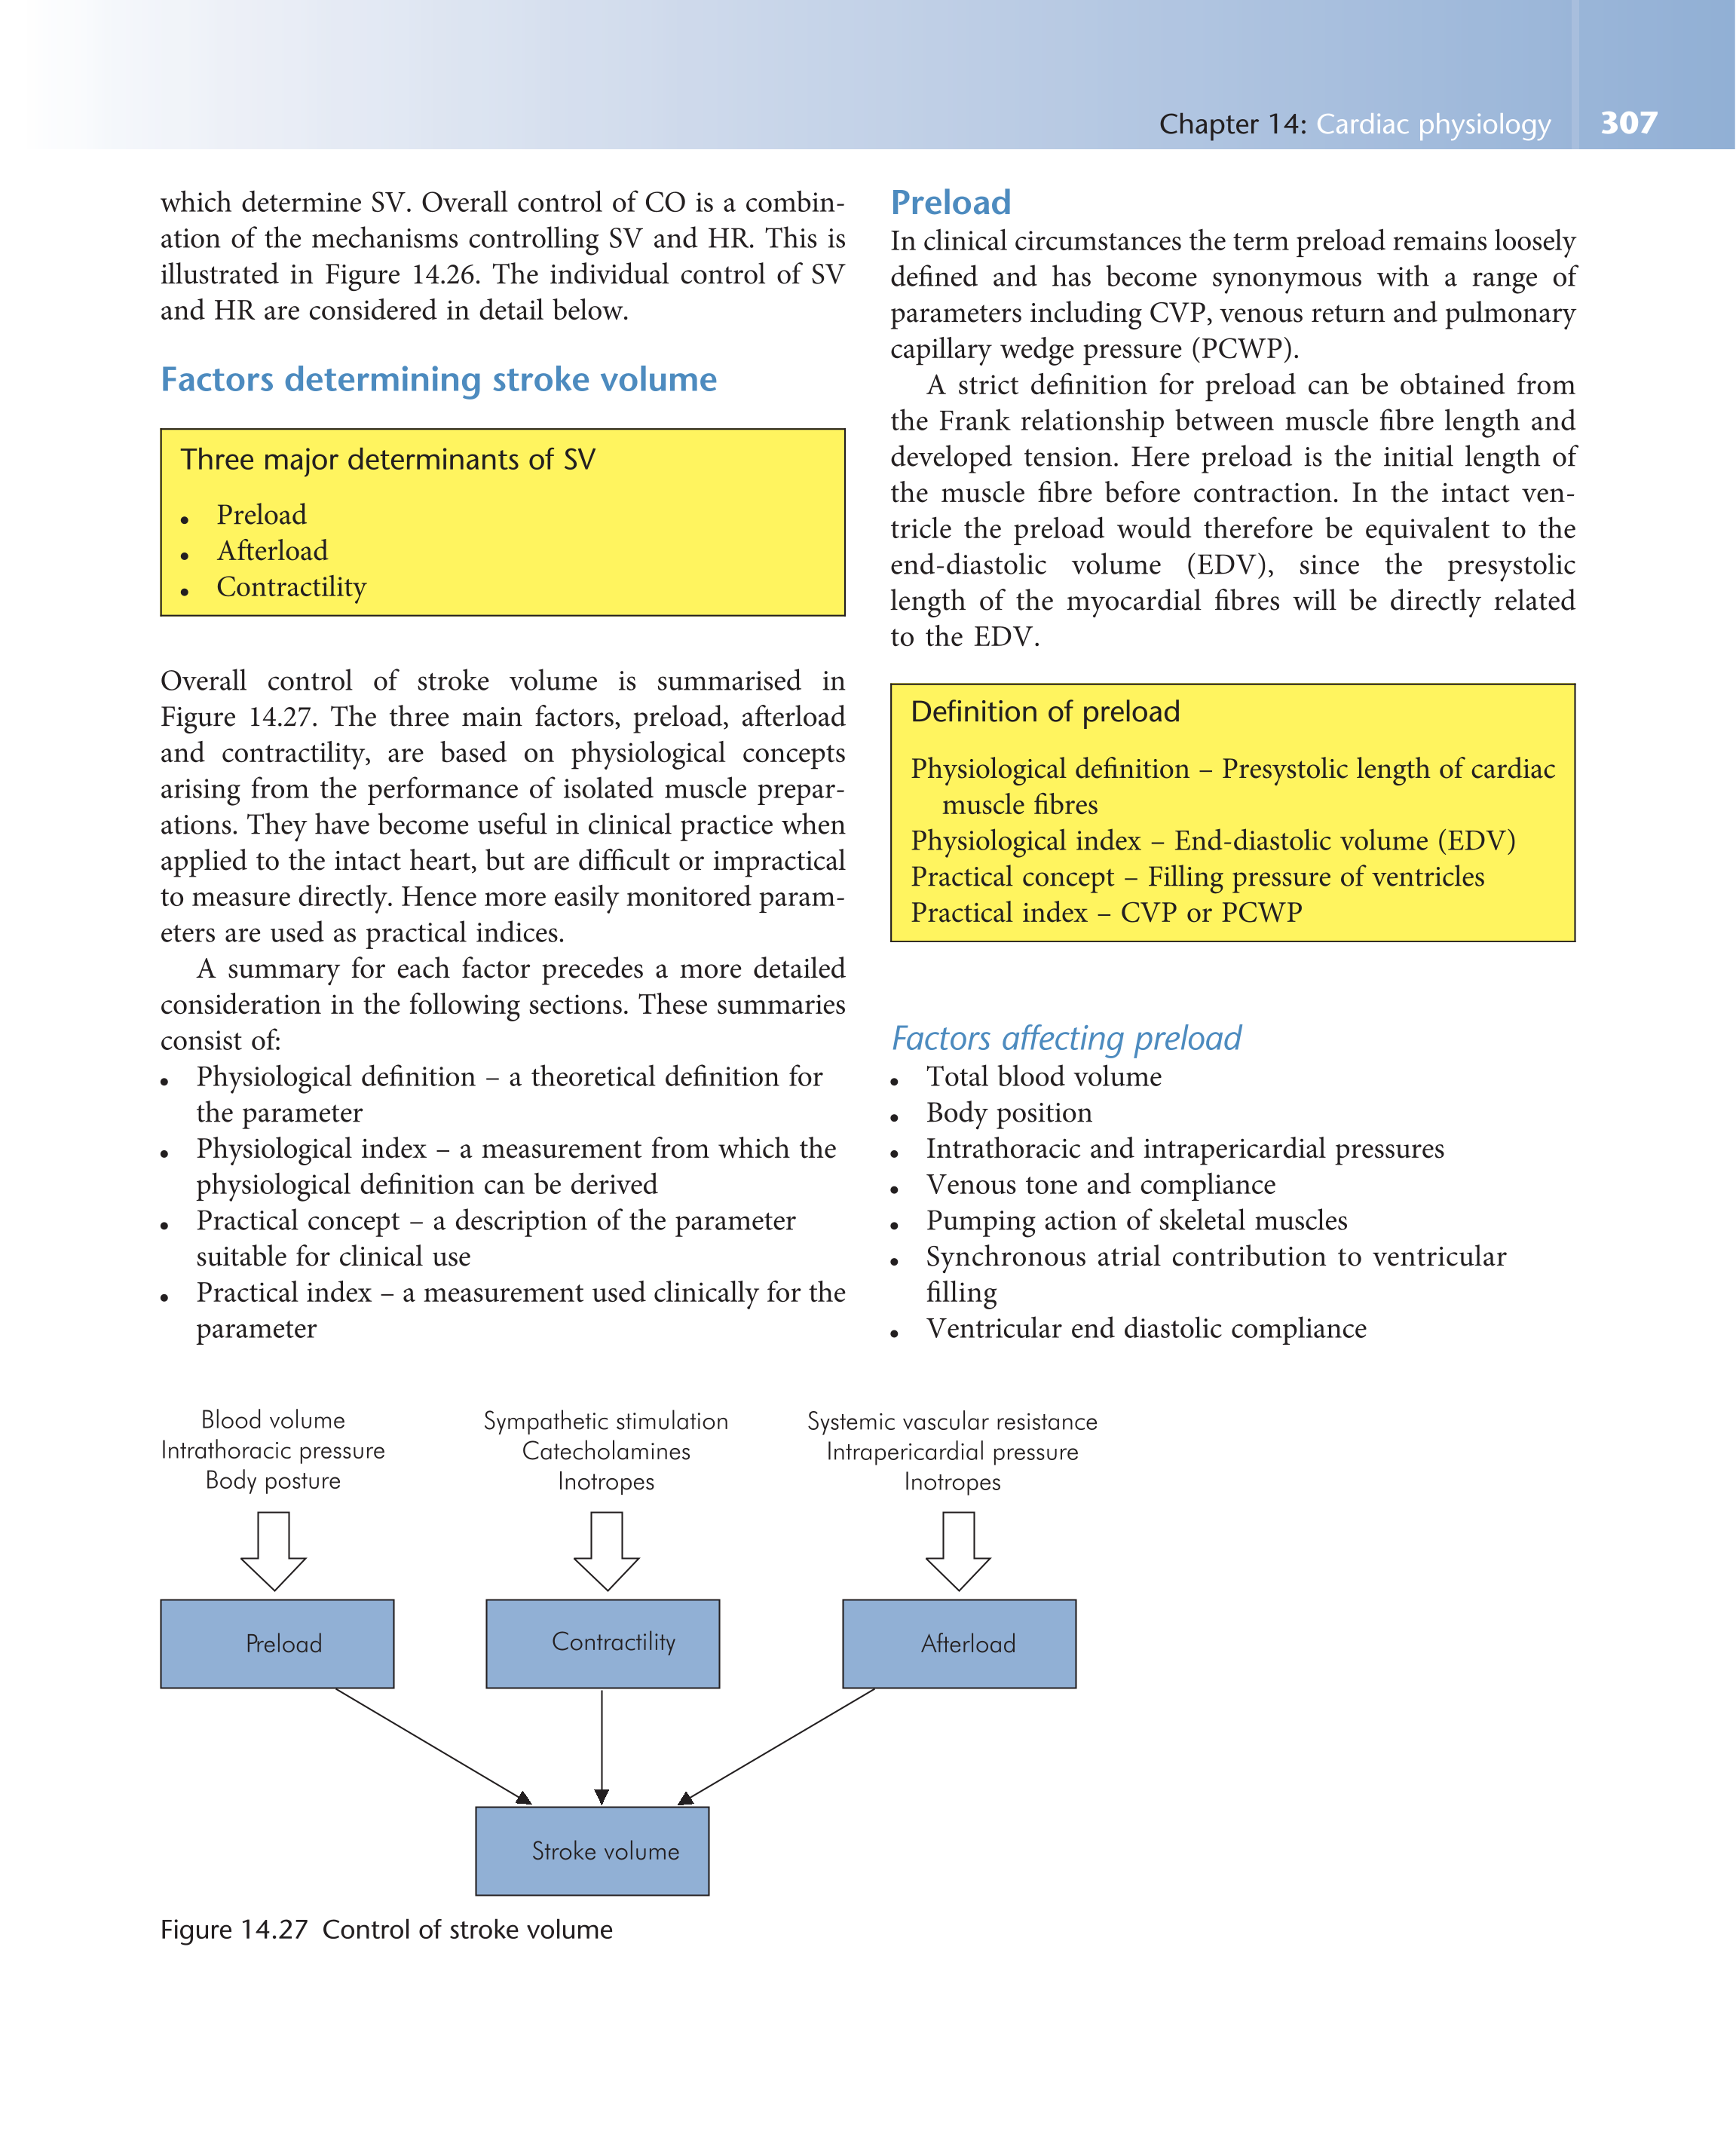 Chapter 14: Cardiac physiology 307
which determine SV. Overall control of CO is a combin-
ation of the mechanisms controlling SV and HR. This is
illustrated in Figure 14.26. The individual control of SV
and HR are considered in detail below.
Factors determining stroke volume
Three major determinants of SV
• Preload
• Afterload
• Contractility
Overall control of stroke volume is summarised in
Figure 14.27. The three main factors, preload, afterload
and contractility, are based on physiological concepts
arising from the performance of isolated muscle prepar-
ations. They have become useful in clinical practice when
applied to the intact heart, but are difficult or impractical
to measure directly. Hence more easily monitored param-
eters are used as practical indices.
A summary for each factor precedes a more detailed
consideration in the following sections. These summaries
consist of:
• Physiological definition – a theoretical definition for
the parameter
• Physiological index – a measurement from which the
physiological definition can be derived
• Practical concept – a description of the parameter
suitable for clinical use
• Practical index – a measurement used clinically for the
parameter
Preload
In clinical circumstances the term preload remains loosely
defined and has become synonymous with a range of
parameters including CVP, venous return and pulmonary
capillary wedge pressure (PCWP).
A strict definition for preload can be obtained from
the Frank relationship between muscle fibre length and
developed tension. Here preload is the initial length of
the muscle fibre before contraction. In the intact ven-
tricle the preload would therefore be equivalent to the
end-diastolic volume (EDV), since the presystolic
length of the myocardial fibres will be directly related
to the EDV.
Definition of preload
Physiological definition – Presystolic length of cardiac
muscle fibres
Physiological index – End-diastolic volume (EDV)
Practical concept – Filling pressure of ventricles
Practical index – CVP or PCWP
Factors affecting preload
• Total blood volume
• Body position
• Intrathoracic and intrapericardial pressures
• Venous tone and compliance
• Pumping action of skeletal muscles
• Synchronous atrial contribution to ventricular
filling
• Ventricular end diastolic compliance
Blood volume
Intrathoracic pressure
Body posture
Sympathetic stimulation
Catecholamines
Inotropes
Systemic vascular resistance
Intrapericardial pressure
Inotropes
Preload
Contractility
Afterload
Stroke volume
Figure 14.27 Control of stroke volume